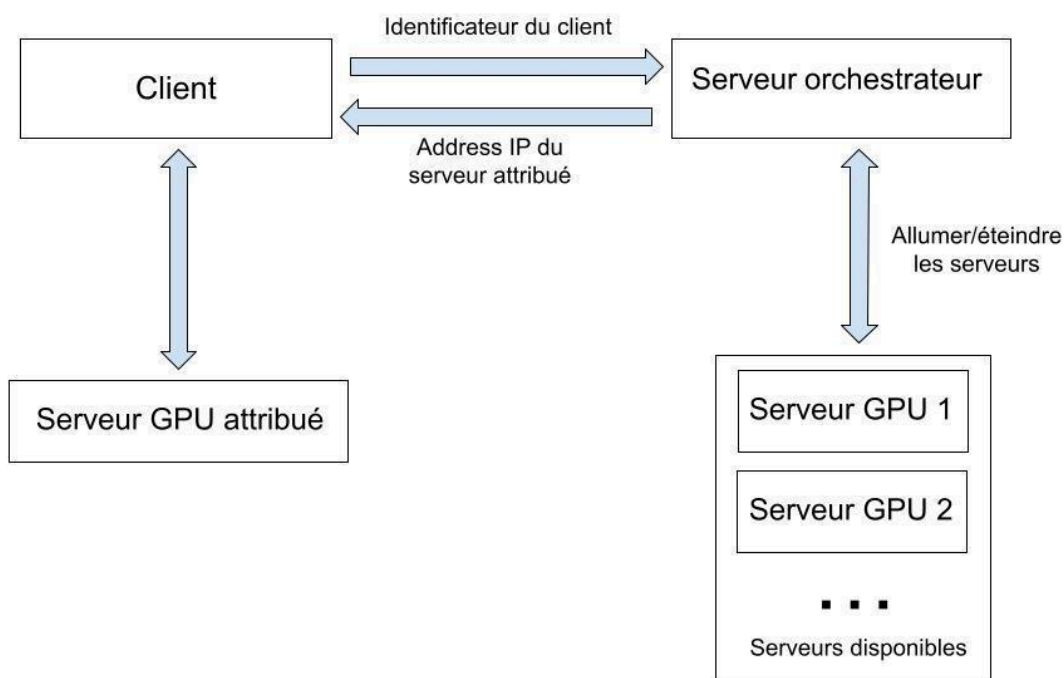 Identificateur du client
Client
Serveur orchestrateur
Address IP du
serveur attribué
Allumer/éteindre
les serveurs
Serveur GPU attribué
Serveur GPU 1
Serveur GPU 2
...
Serveurs disponibles